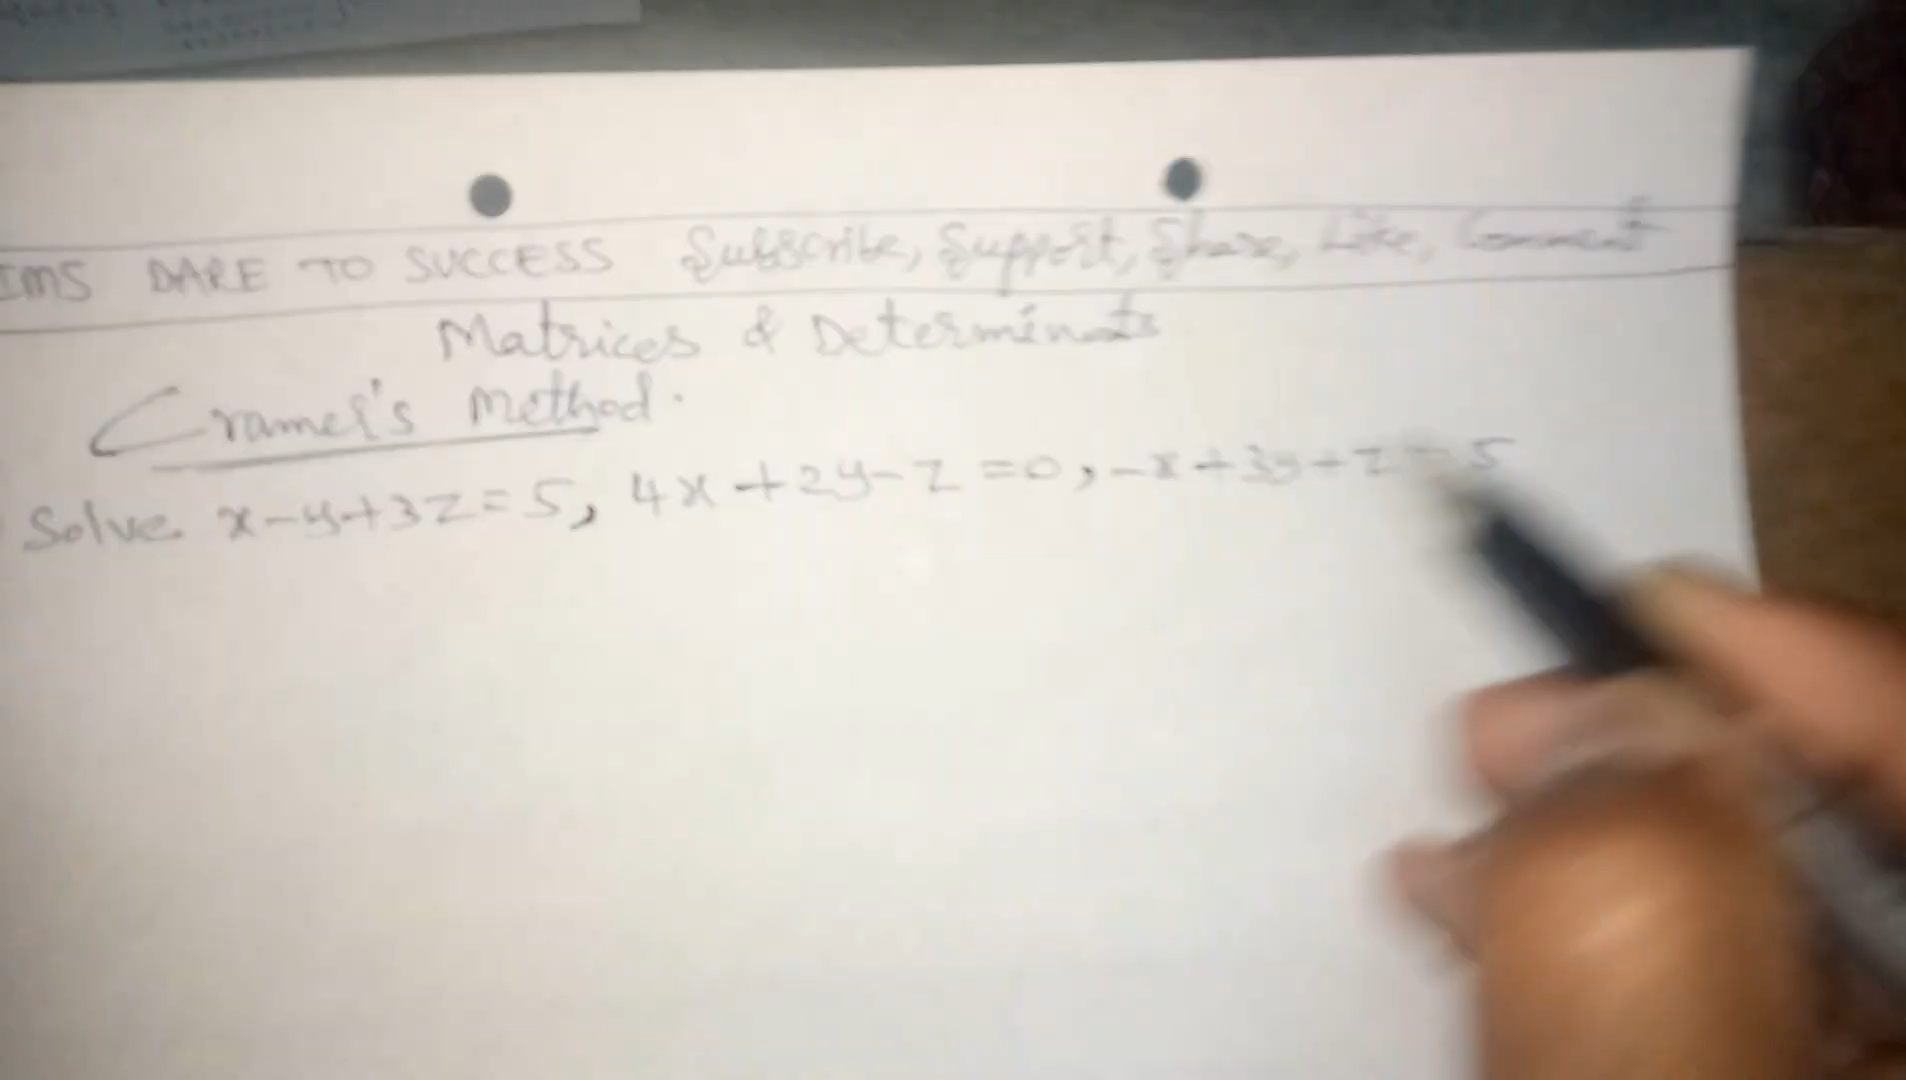 IMS DARE TO SUCCESS Subscribe, Support, Share, Like, Comment
Matrices & Determinats
Cramer's Method.
Solve x-y+3z=5, 4x+2y-z=0, -x+3y+z=5